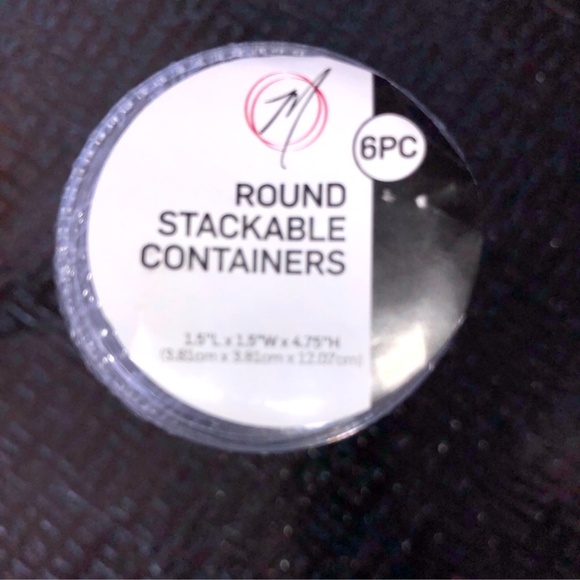 M
6PC
ROUND
STACKABLE
CONTAINERS
1.5"L x 1.5"W x 4.75"H
(3.81cm x 3.81cm x 12.07cm)